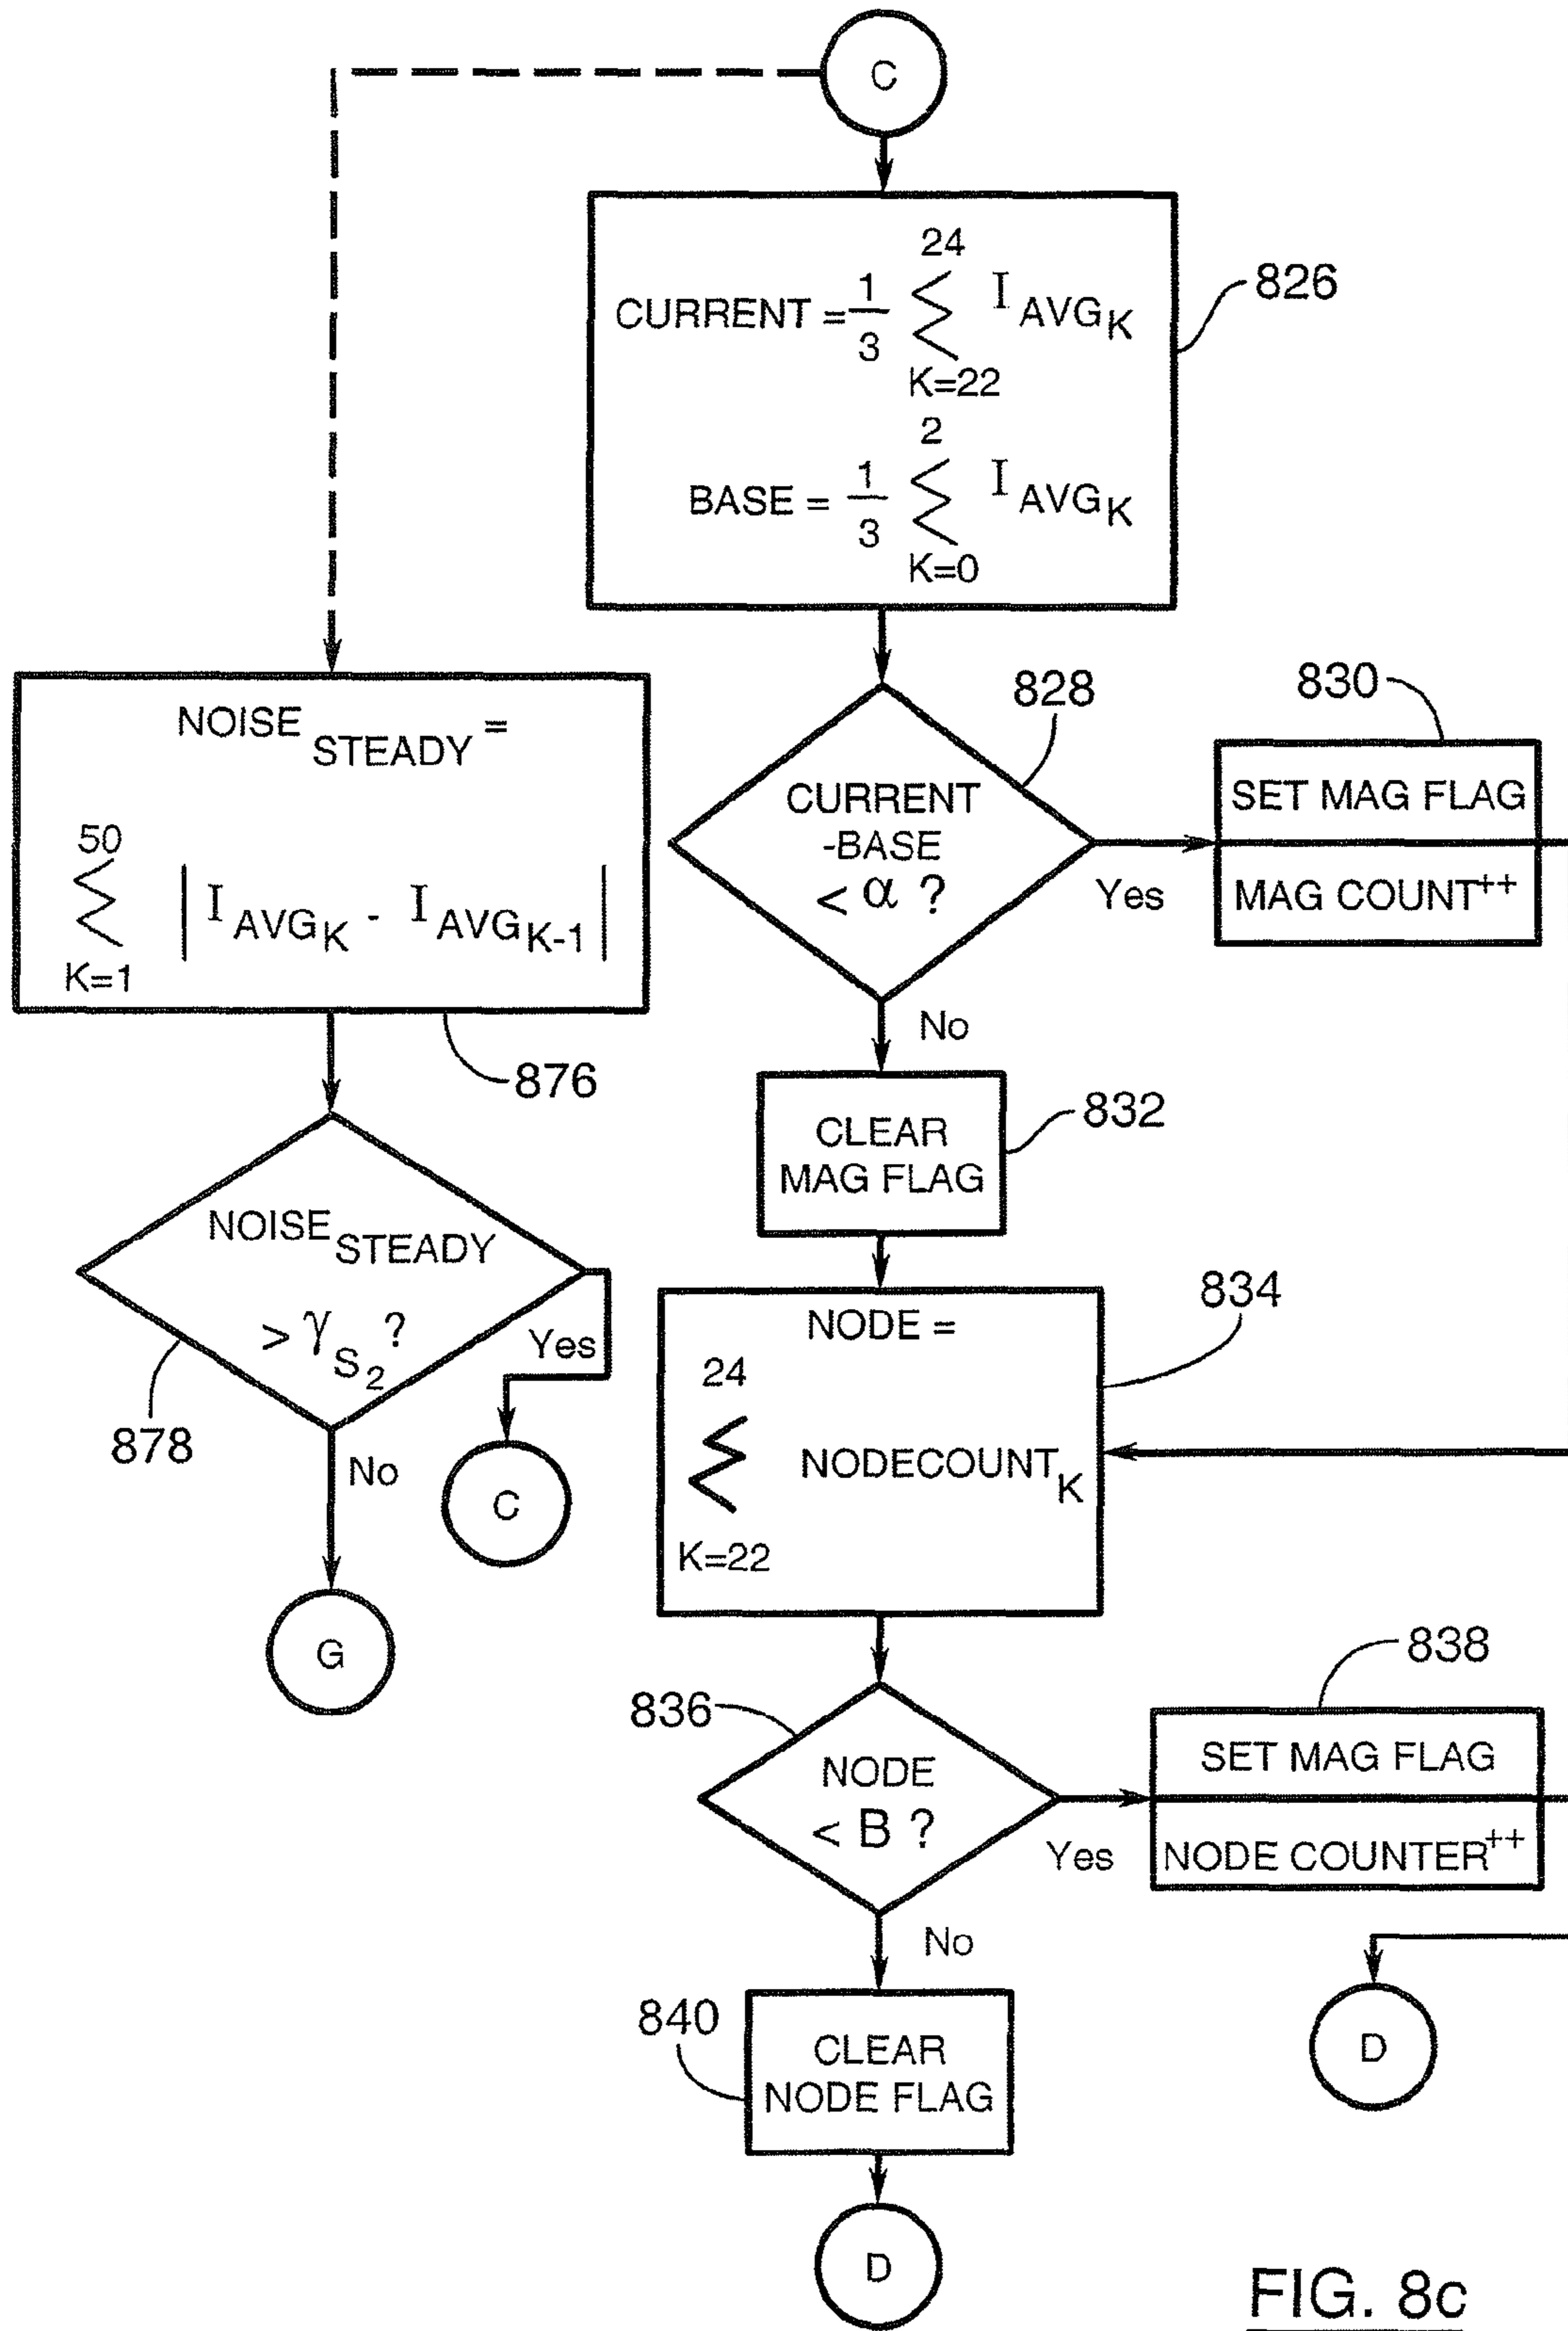 C
24
CURRENT = 1/3 Σ I AVG K
K=22
2
BASE = 1/3 Σ I AVG K
K=0
826
NOISE STEADY =
50
Σ | I AVG K - I AVG K-1 |
K=1
876
828
CURRENT
-BASE
< α ?
Yes
No
830
SET MAG FLAG
MAG COUNT++
832
CLEAR
MAG FLAG
NOISE STEADY
> γ S2 ?
Yes
No
878
C
G
834
NODE =
24
Σ NODECOUNT K
K=22
836
NODE
< B ?
Yes
No
838
SET MAG FLAG
NODE COUNTER++
840
CLEAR
NODE FLAG
D
D
FIG. 8c